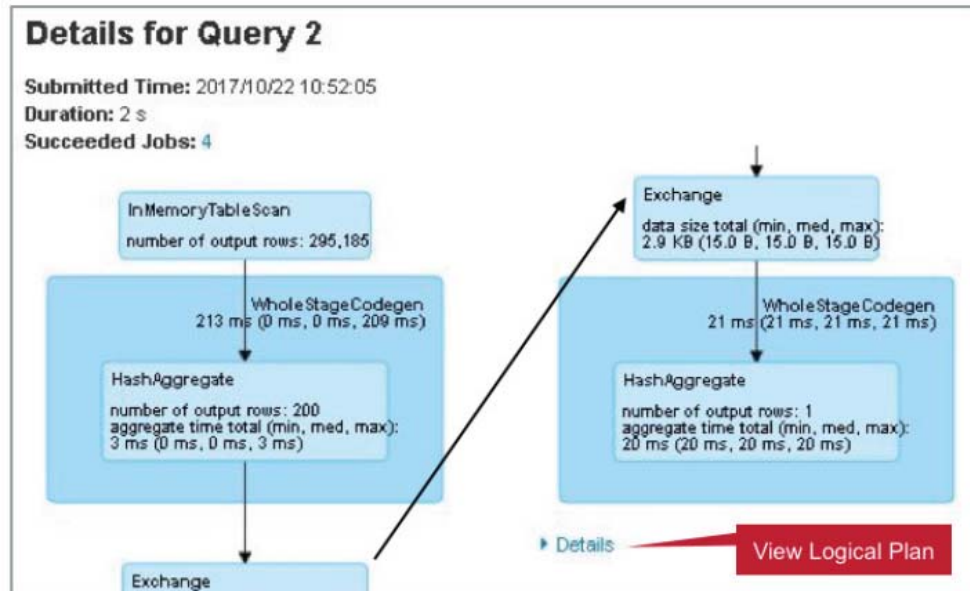 Details for Query 2
Submitted Time: 2017/10/22 10:52:05
Duration: 2 s
Succeeded Jobs: 4
InMemoryTableScan
number of output rows: 295,185
WholeStageCodegen
213 ms (0 ms, 0 ms, 209 ms)
HashAggregate
number of output rows: 200
aggregate time total (min, med, max):
3 ms (0 ms, 0 ms, 3 ms)
Exchange
Exchange
data size total (min, med, max):
2.9 KB (15.0 B, 15.0 B, 15.0 B)
WholeStageCodegen
21 ms (21 ms, 21 ms, 21 ms)
HashAggregate
number of output rows: 1
aggregate time total (min, med, max):
20 ms (20 ms, 20 ms, 20 ms)
Details
View Logical Plan